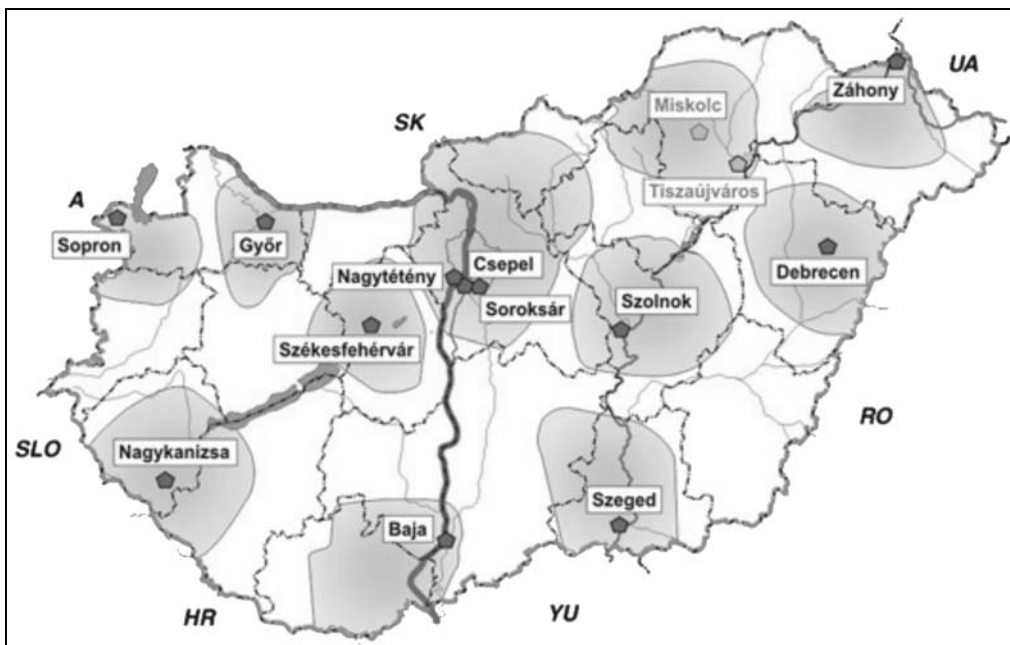 UA
Záhony
Miskolc
SK
Tiszaújváros
A
Sopron
Győr
Nagytétény
Csepel
Debrecen
Soroksár
Szolnok
Székesfehérvár
RO
SLO
Nagykanizsa
Szeged
Baja
HR
YU